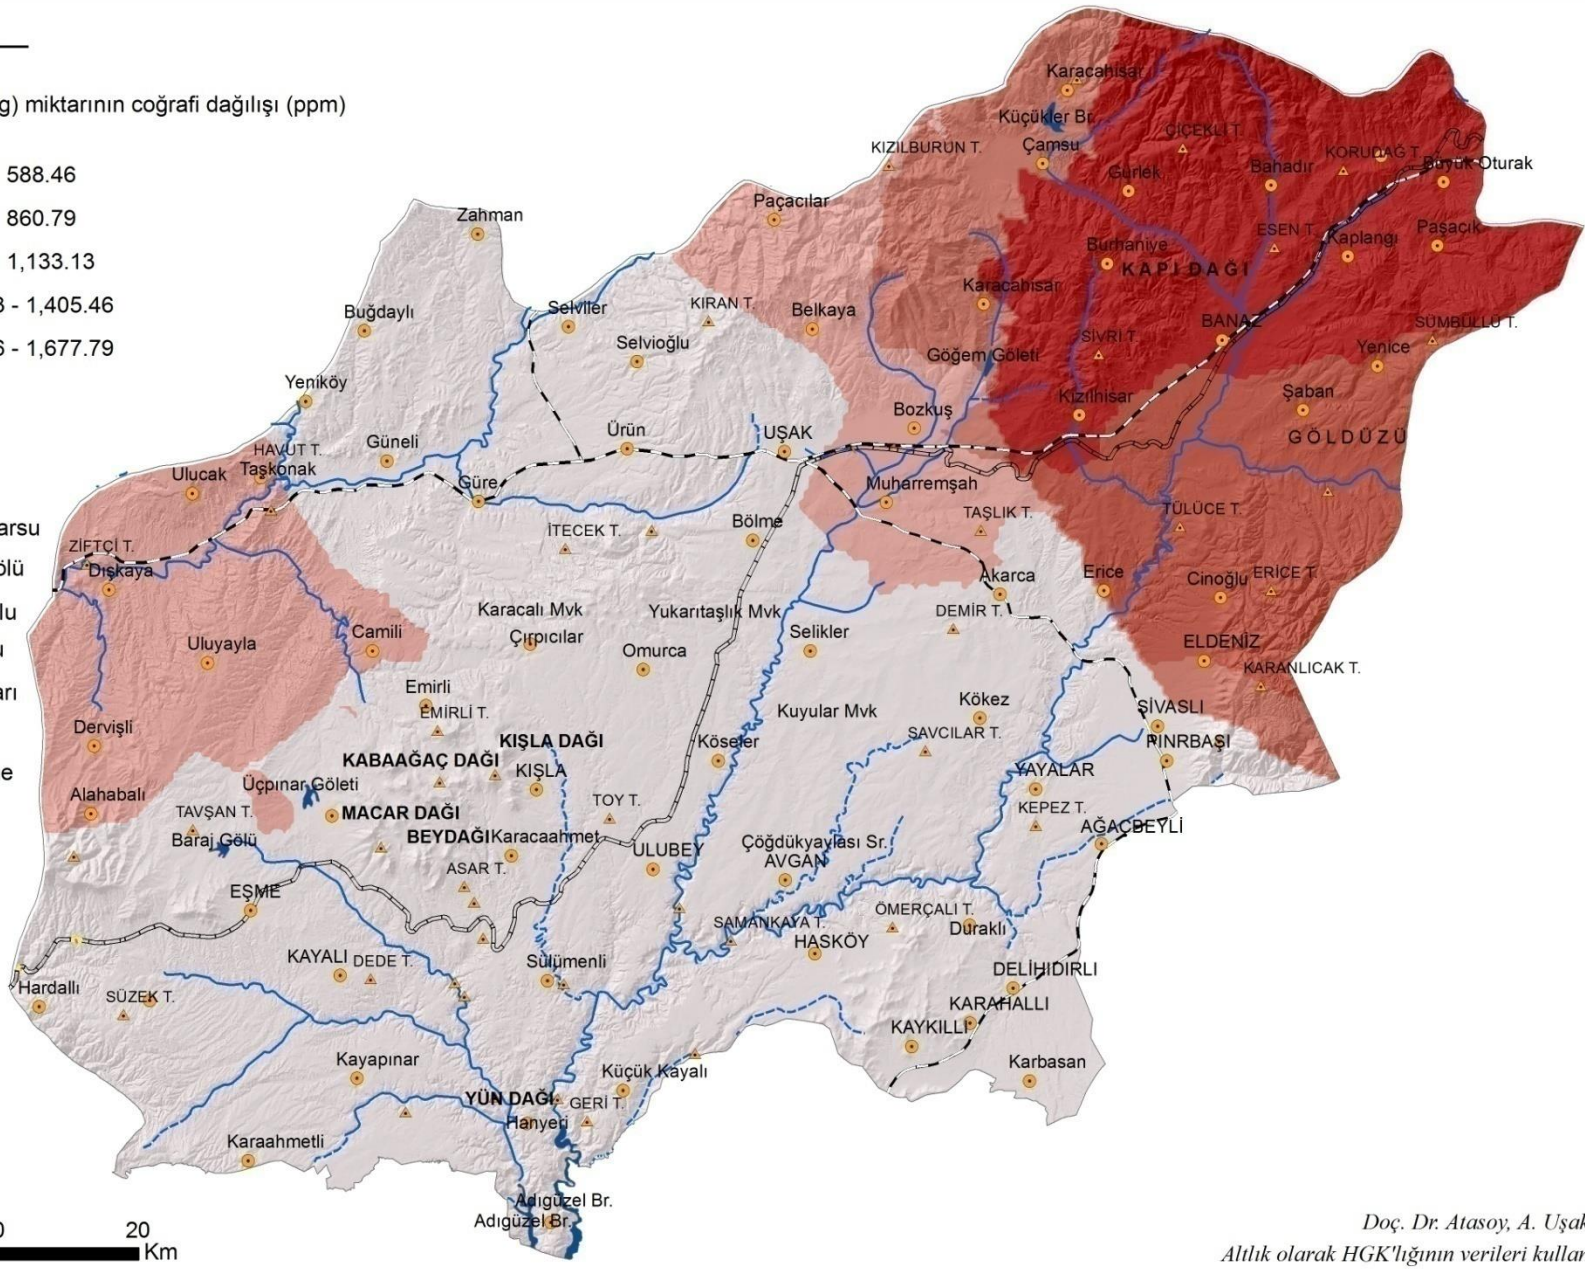 g) miktarının coğrafi dağılışı (ppm)
588.46
860.79
1,133.13
- 1,405.46
- 1,677.79
arsu
ölü
lu
arı
e
0
20
Km
Karacahisar
Küçükler Br.
Çamsu
KIZILBURUN T.
ÇİÇEKLİ T.
Gürlek
Bahadır
KORUDAĞ T.
Büyük Oturak
Paçacılar
Zahman
ESEN T.
Kaplangı
Paşacık
Burhaniye
KAPI DAĞI
Karacahisar
Selviler
KIRAN T.
Belkaya
Buğdaylı
BANAZ
SÜMBÜLLÜ T.
Selvioğlu
Göğem Göleti
SİVRİ T.
Yenice
Yeniköy
Kızılhisar
Şaban
Bozkuş
GÖLDÜZÜ
Güneli
Ürün
UŞAK
HAVUT T.
Taşkonak
Ulucak
Güre
Muharremşah
TAŞLIK T.
TÜLÜCE T.
İTECEK T.
Bölme
ZİFTÇİ T.
Dışkaya
Akarca
Erice
Cinoğlu
ERİCE T.
Karacalı Mvk
Yukarıtaşlık Mvk
DEMİR T.
Çırpıcılar
Selikler
Camili
Uluyayla
Omurca
ELDENİZ
KARANLICAK T.
Emirli
EMİRLİ T.
Kuyular Mvk
Kökez
SİVASLI
Dervişli
KIŞLA DAĞI
Köseler
SAVCILAR T.
PINRBAŞI
KABAAĞAÇ DAĞI
KIŞLA
YAYALAR
Üçpınar Göleti
Alahabalı
TAVŞAN T.
MACAR DAĞI
TOY T.
KEPEZ T.
AĞAÇBEYLİ
Baraj Gölü
BEYDAĞI
Karacaahmet
ULUBEY
Çöğdükyaylası Sr.
AVGAN
ASAR T.
EŞME
SAMANKAYA T.
ÖMERÇALI T.
Duraklı
HASKÖY
KAYALI
DEDE T.
Sülümenli
DELİHIDIRLI
Hardallı
SÜZEK T.
KARAHALLI
KAYKILLI
Kayapınar
Küçük Kayalı
Karbasan
YÜN DAĞI
GERİ T.
Hanyeri
Karaahmetli
Adıgüzel Br.
Adıgüzel Br.
Doç. Dr. Atasoy, A. Uşak
Altlık olarak HGK'lığının verileri kullan